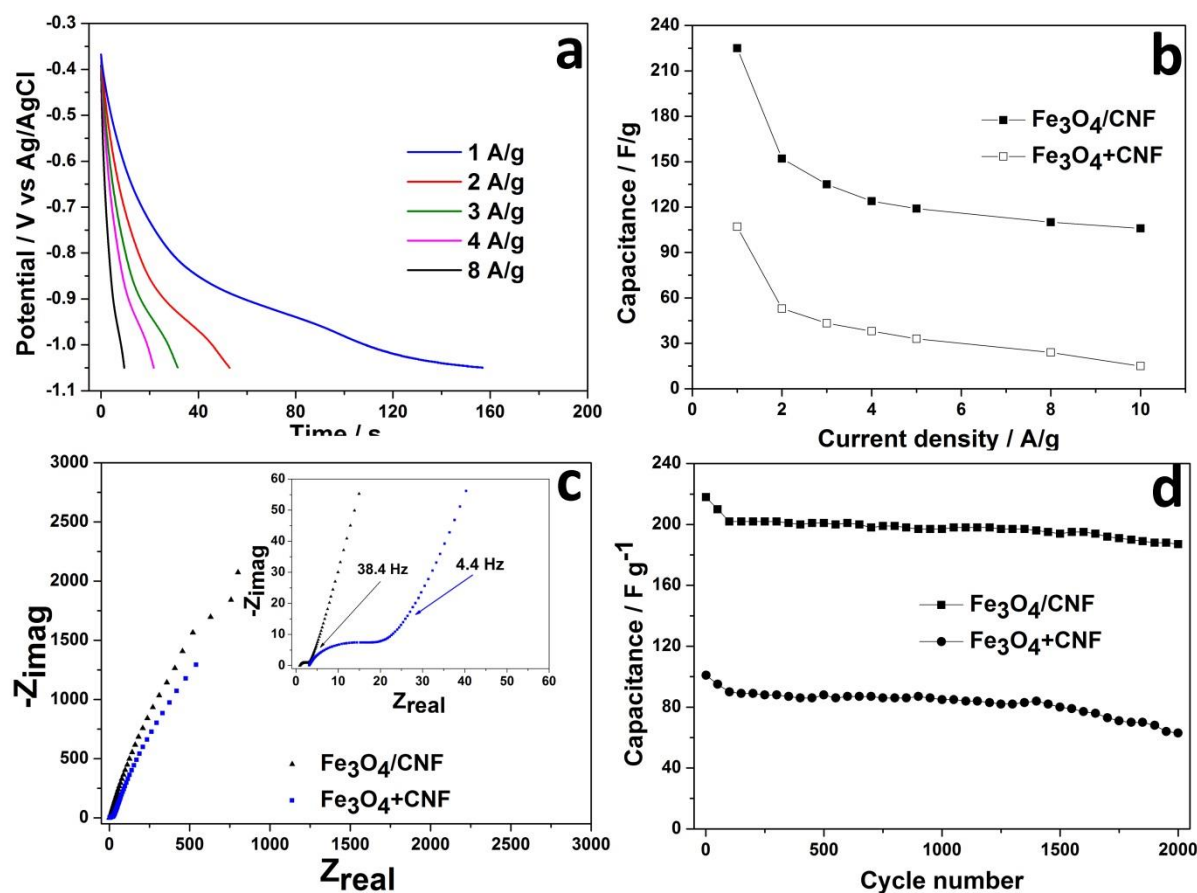 a
-0.3
-0.4
-0.5
-0.6
-0.7
-0.8
-0.9
-1.0
-1.1
Potential / V vs Ag/AgCl
1 A/g
2 A/g
3 A/g
4 A/g
8 A/g
0 40 80 120 160 200
Time / s
b
240
210
180
150
120
90
60
30
0
Capacitance / F/g
Fe3O4/CNF
Fe3O4+CNF
0 2 4 6 8 10
Current density / A/g
c
3000
2500
2000
1500
1000
500
0
-Zimag
60
50
40
30
20
10
0
-Zimag
38.4 Hz
4.4 Hz
0 10 20 30 40 50 60
Zreal
Fe3O4/CNF
Fe3O4+CNF
0 500 1000 1500 2000 2500 3000
Zreal
d
240
200
160
120
80
40
0
Capacitance / F g-1
Fe3O4/CNF
Fe3O4+CNF
0 500 1000 1500 2000
Cycle number